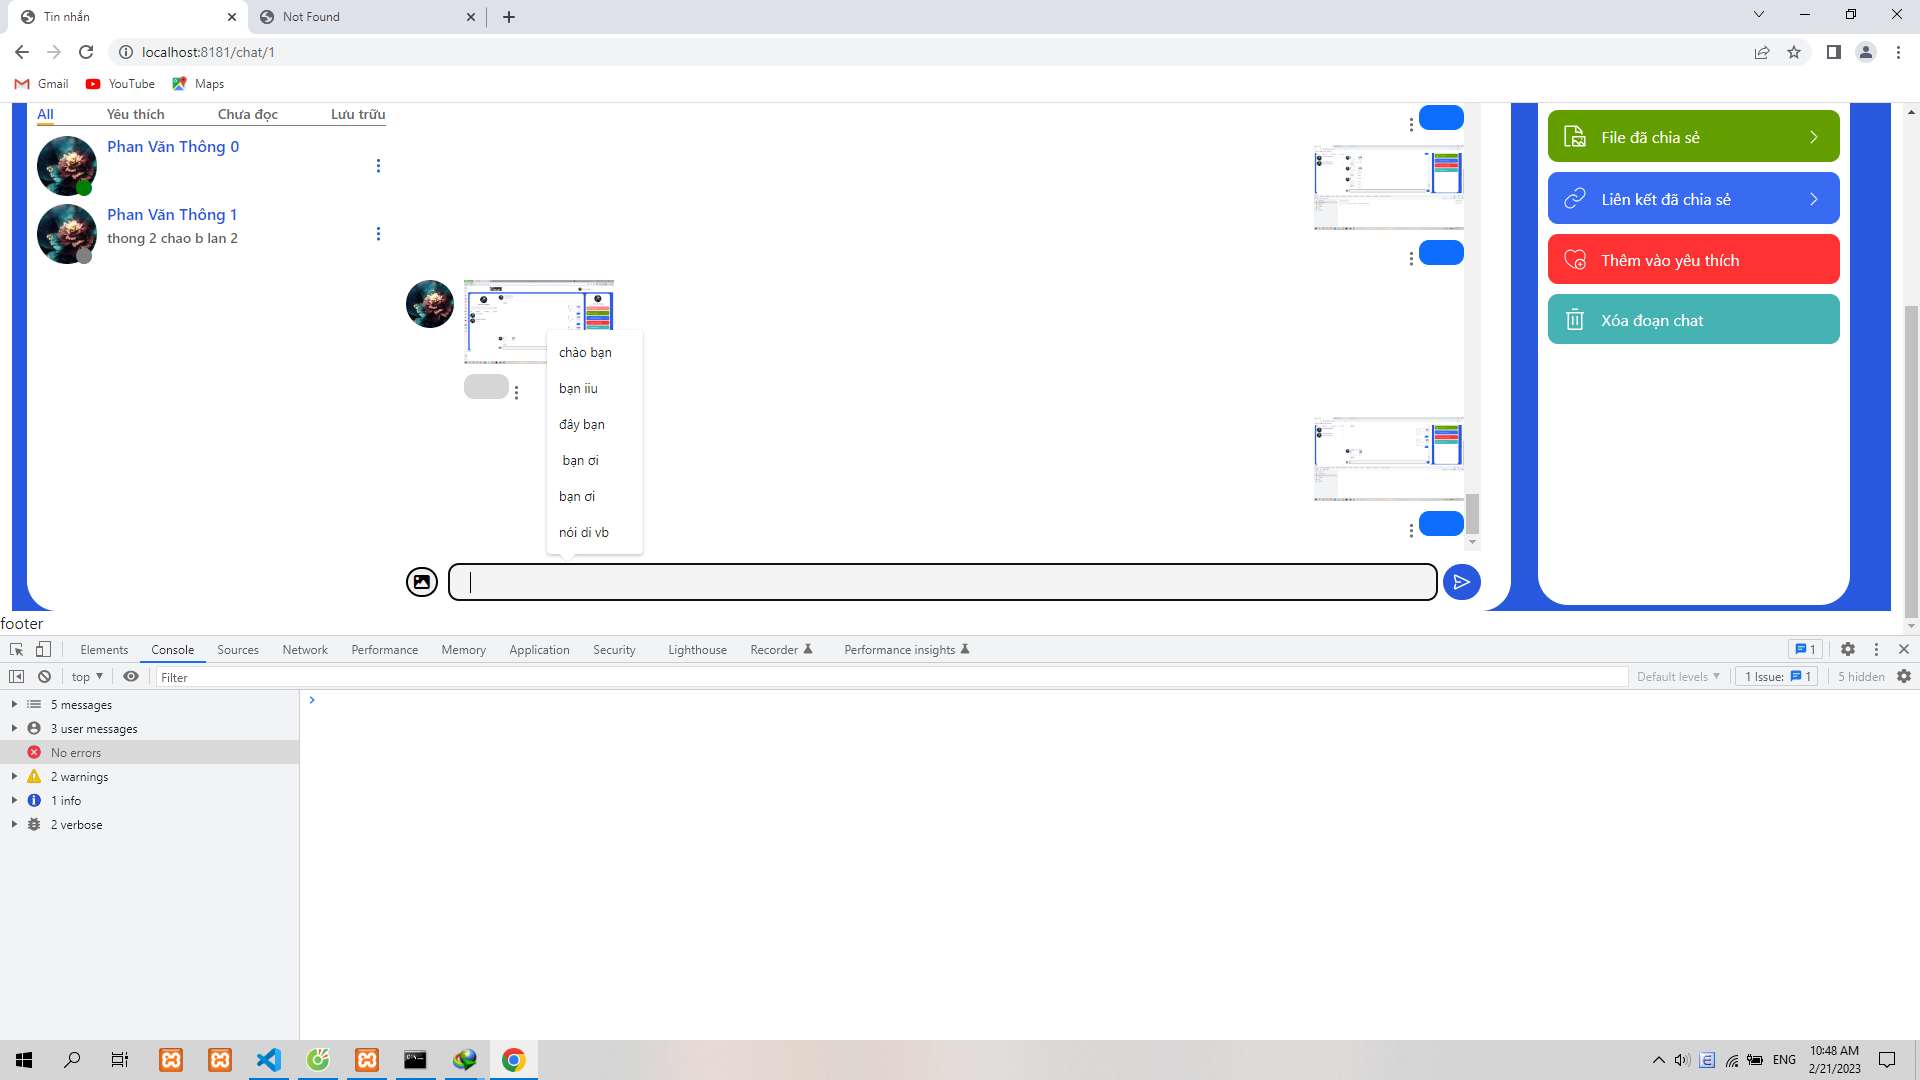 Tin nhắn
Not Found
localhost:8181/chat/1
Gmail
YouTube
Maps
All
Yêu thích
Chưa đọc
Lưu trữu
Phan Văn Thông 0
Phan Văn Thông 1
thong 2 chao b lan 2
chào bạn
bạn iiu
đây bạn
bạn ơi
bạn ơi
nói di vb
File đã chia sẻ
Liên kết đã chia sẻ
Thêm vào yêu thích
Xóa đoạn chat
footer
Elements Console Sources Network Performance Memory Application Security Lighthouse Recorder Performance insights 1
top Filter Default levels 1 Issue: 1 5 hidden
5 messages
3 user messages
No errors
2 warnings
1 info
2 verbose
ENG
10:48 AM
2/21/2023